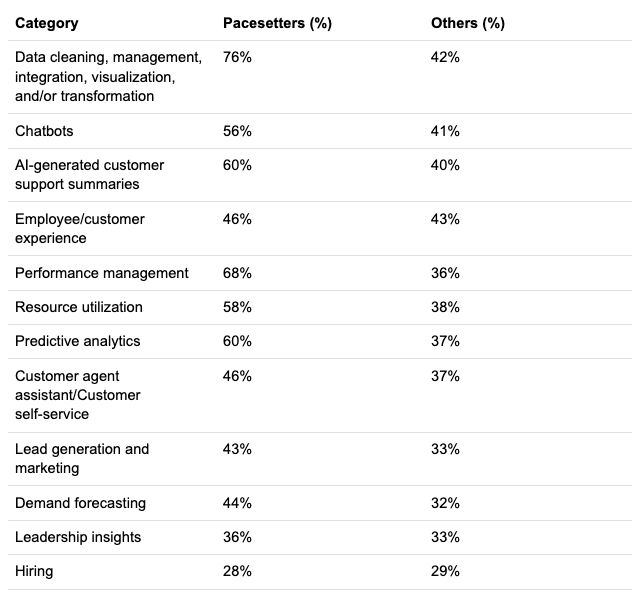 Category Pacesetters (%) Others (%)
Data cleaning, management, 76% 42%
integration, visualization,
and/or transformation
Chatbots 56% 41%
AI-generated customer 60% 40%
support summaries
Employee/customer 46% 43%
experience
Performance management 68% 36%
Resource utilization 58% 38%
Predictive analytics 60% 37%
Customer agent 46% 37%
assistant/Customer
self-service
Lead generation and 43% 33%
marketing
Demand forecasting 44% 32%
Leadership insights 36% 33%
Hiring 28% 29%